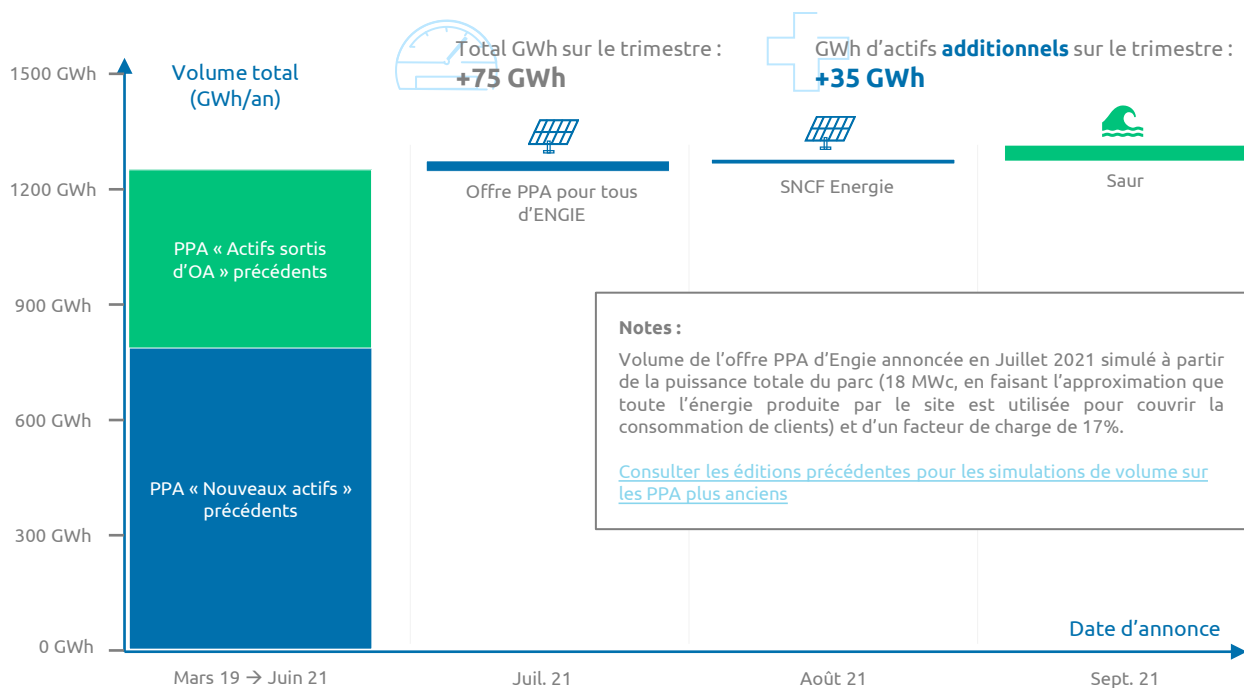 Total GWh sur le trimestre :
+75 GWh
GWh d’actifs additionnels sur le trimestre :
+35 GWh
Volume total
(GWh/an)
1500 GWh
1200 GWh
900 GWh
600 GWh
300 GWh
0 GWh
PPA « Actifs sortis
d’OA » précédents
PPA « Nouveaux actifs »
précédents
Offre PPA pour tous
d’ENGIE
SNCF Energie
Saur
Notes :
Volume de l’offre PPA d’Engie annoncée en Juillet 2021 simulé à partir
de la puissance totale du parc (18 MWc, en faisant l’approximation que
toute l’énergie produite par le site est utilisée pour couvrir la
consommation de clients) et d’un facteur de charge de 17%.
Consulter les éditions précédentes pour les simulations de volume sur
les PPA plus anciens
Date d’annonce
Mars 19 → Juin 21
Juil. 21
Août 21
Sept. 21